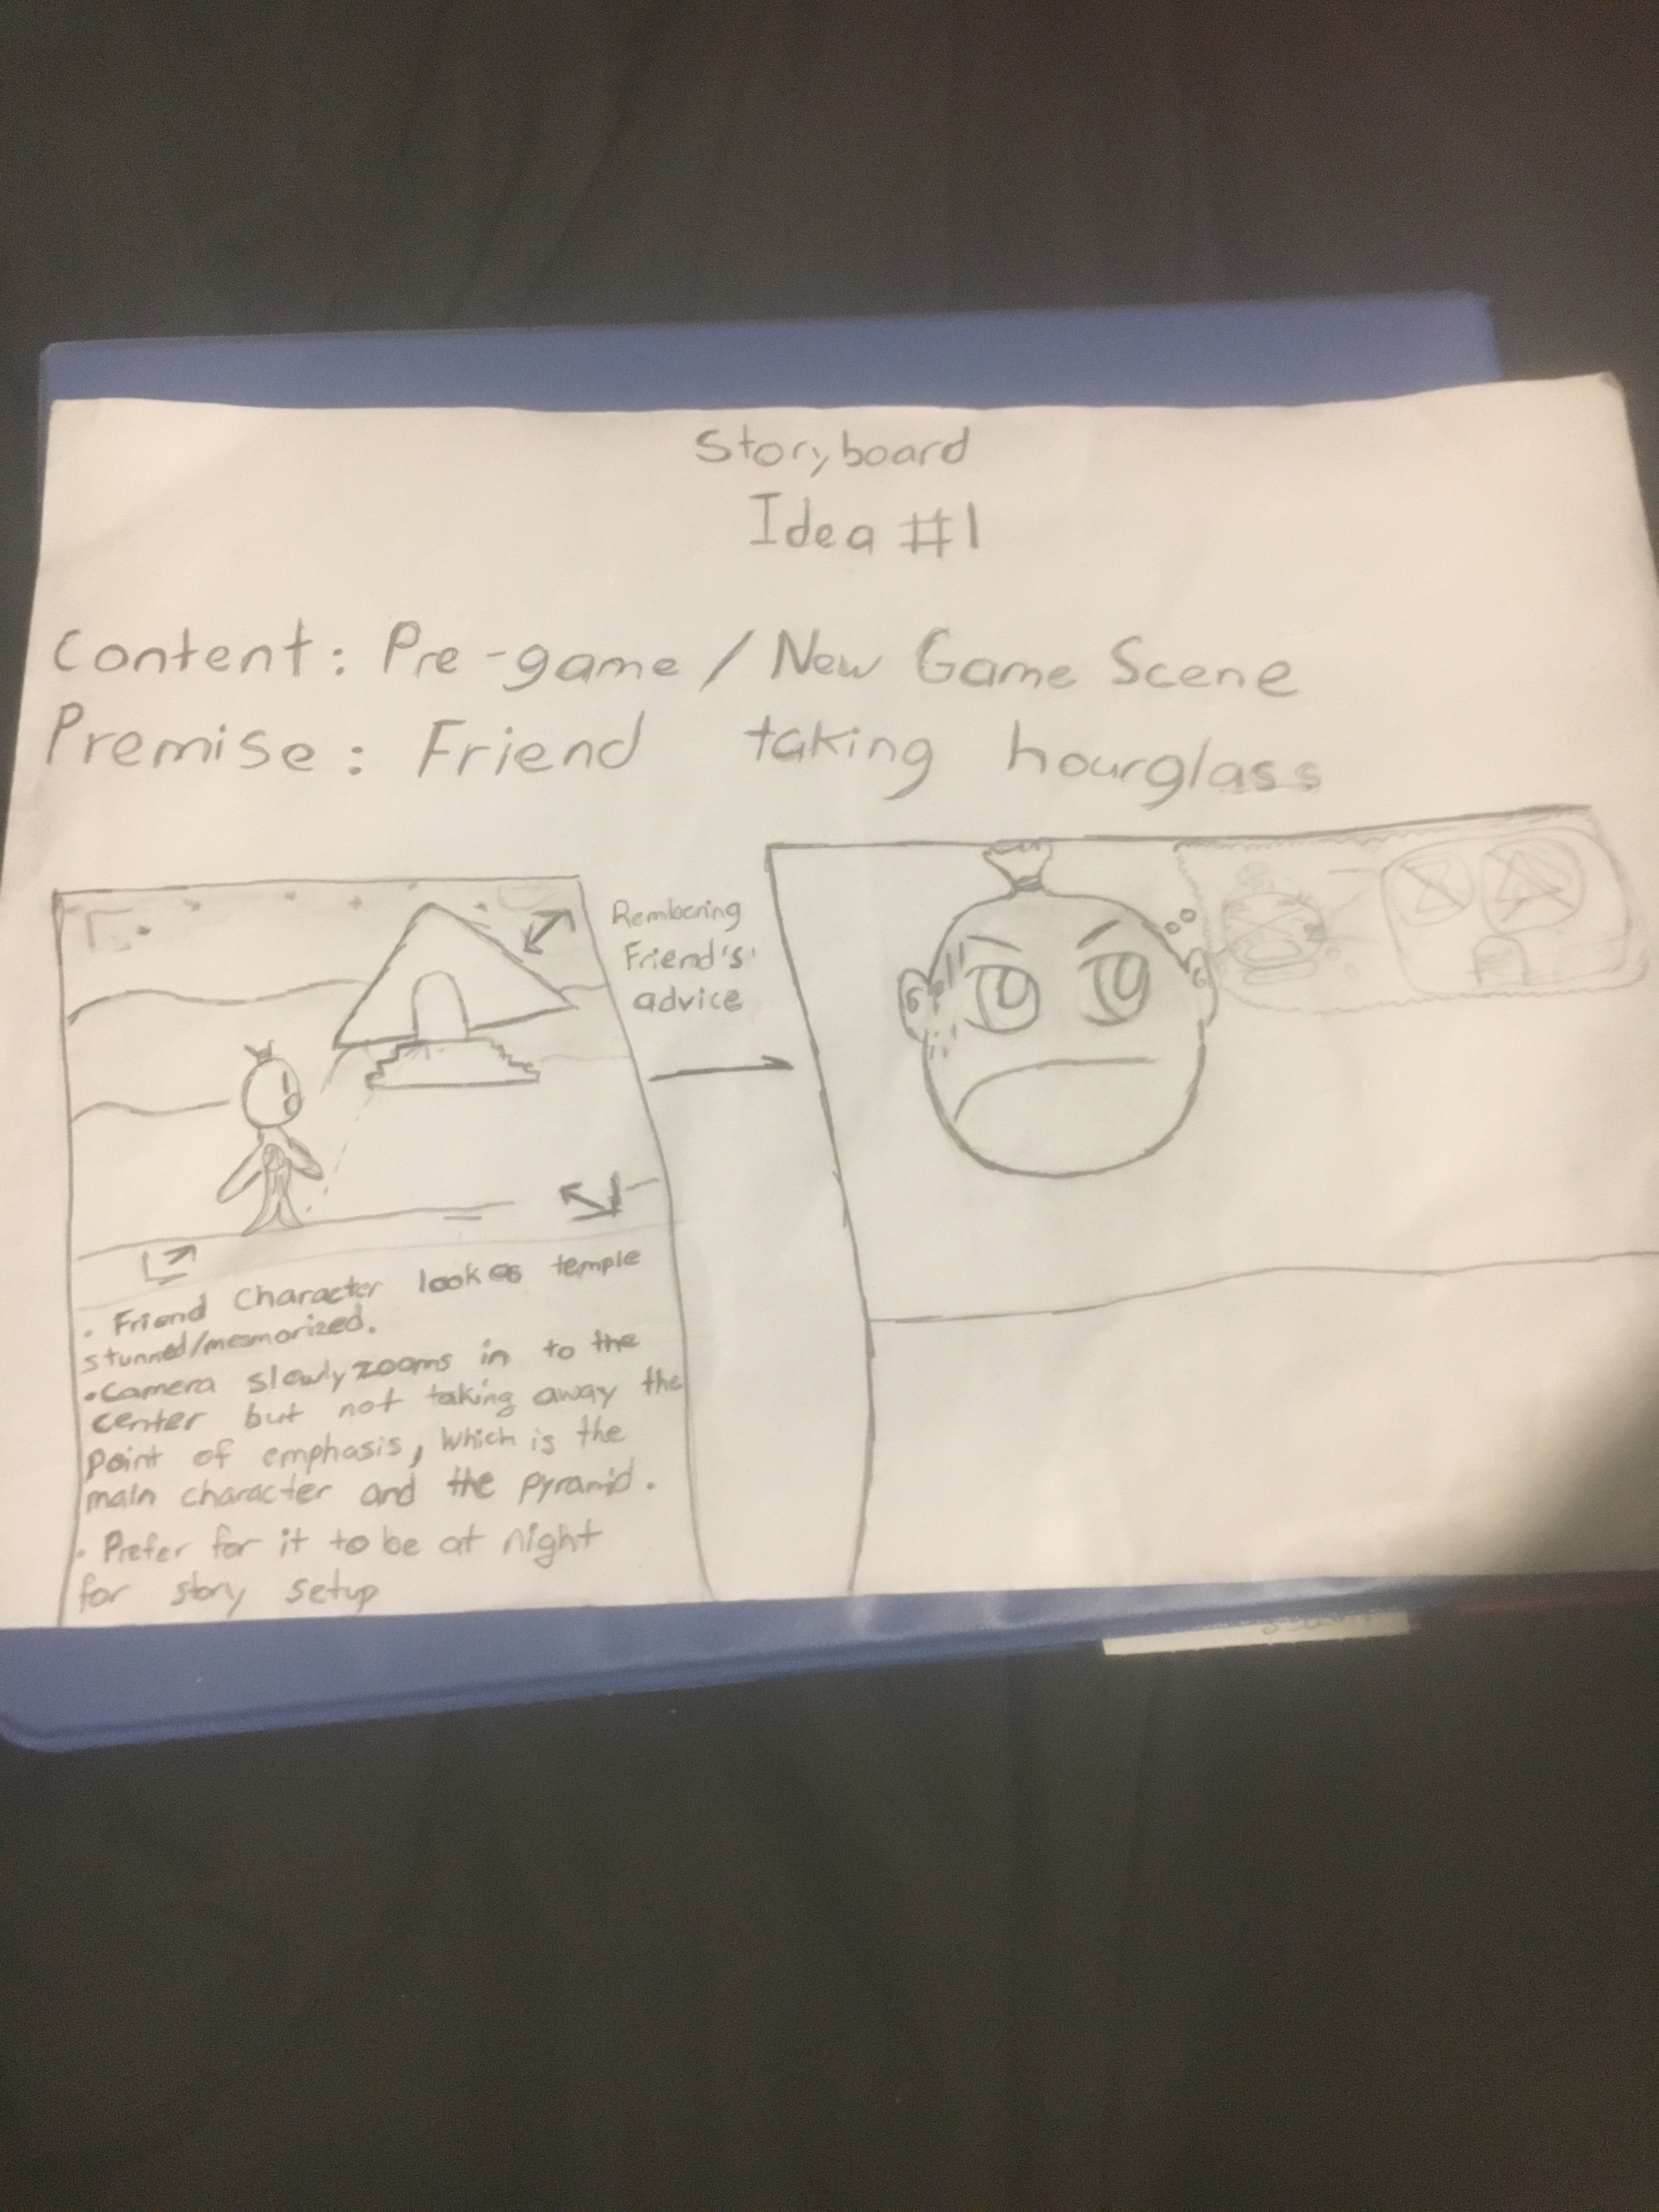 Storyboard
Idea #1
Content: Pre-game / New Game Scene
Premise: Friend taking hourglass
Rembering
Friend's'
advice
• Friend Character lookes temple
stunned/mesmorized.
• Camera slowly zooms in to the
center but not taking away the
point of emphasis, which is the
main character and the pyramid.
• Prefer for it to be at night
for story setup